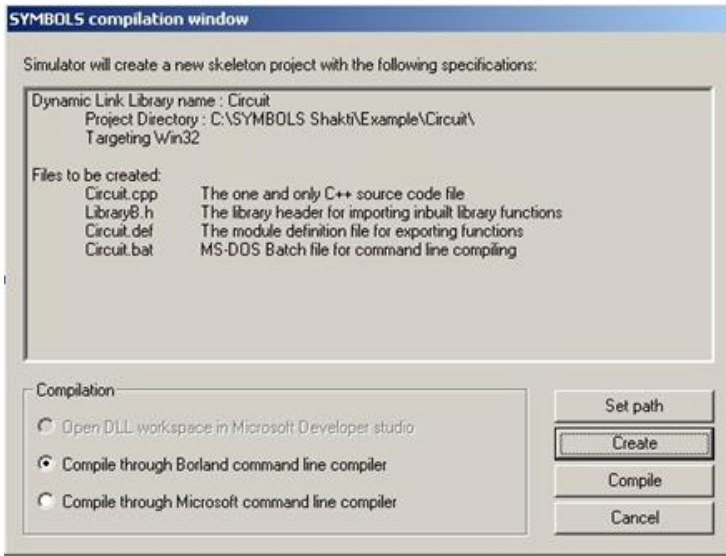 SYMBOLS compilation window
Simulator will create a new skeleton project with the following specifications:
Dynamic Link Library name : Circuit
Project Directory : C:\SYMBOLS Shakti\Example\Circuit\
Targeting Win32
Files to be created:
Circuit.cpp The one and only C++ source code file
LibraryB.h The library header for importing inbuilt library functions
Circuit.def The module definition file for exporting functions
Circuit.bat MS-DOS Batch file for command line compiling
Compilation
Open DLL workspace in Microsoft Developer studio
Compile through Borland command line compiler
Compile through Microsoft command line compiler
Set path
Create
Compile
Cancel